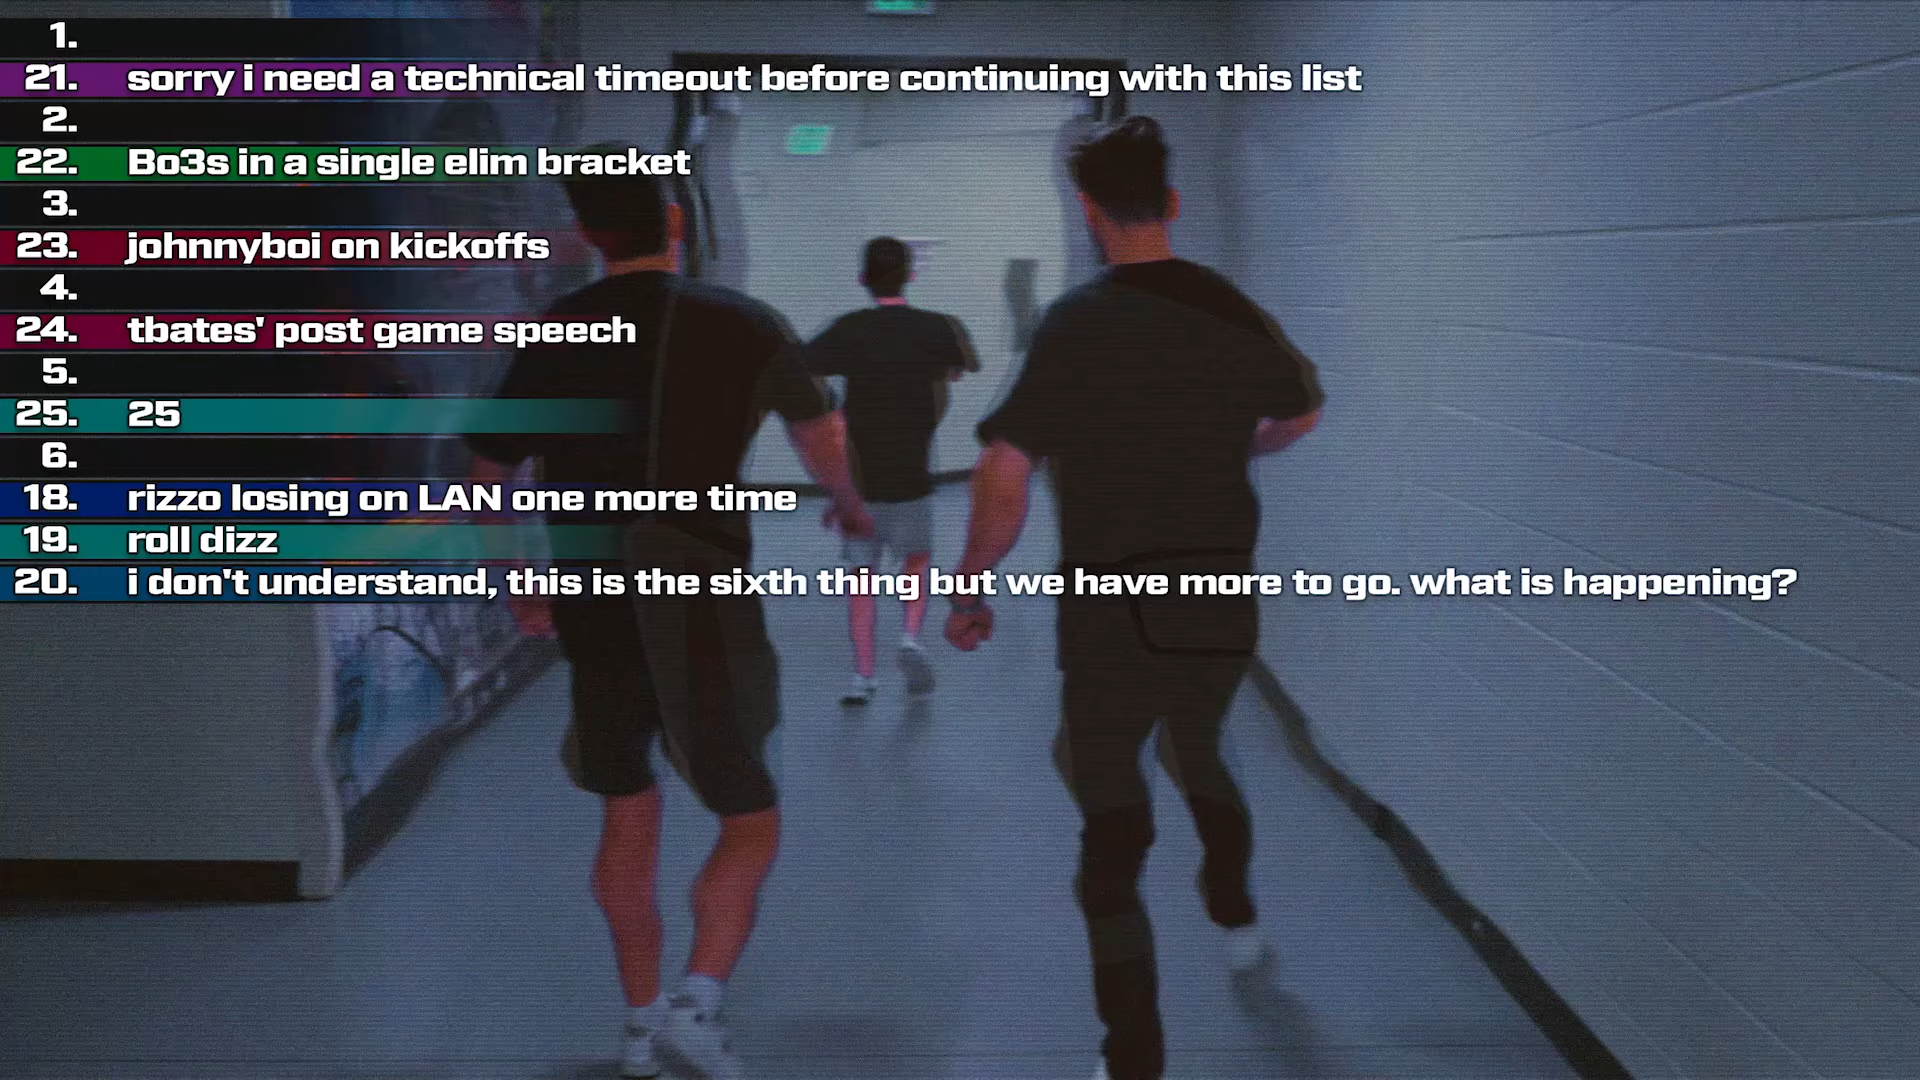 1.
21. sorry i need a technical timeout before continuing with this list
2.
22. Bo3s in a single elim bracket
3.
23. johnnyboi on kickoffs
4.
24. tbates' post game speech
5.
25. 25
6.
18. rizzo losing on LAN one more time
19. roll dizz
20. i don't understand, this is the sixth thing but we have more to go. what is happening?